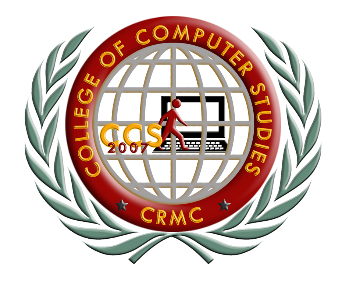 COLLEGE OF COMPUTER STUDIES
CCS
2007
CRMC